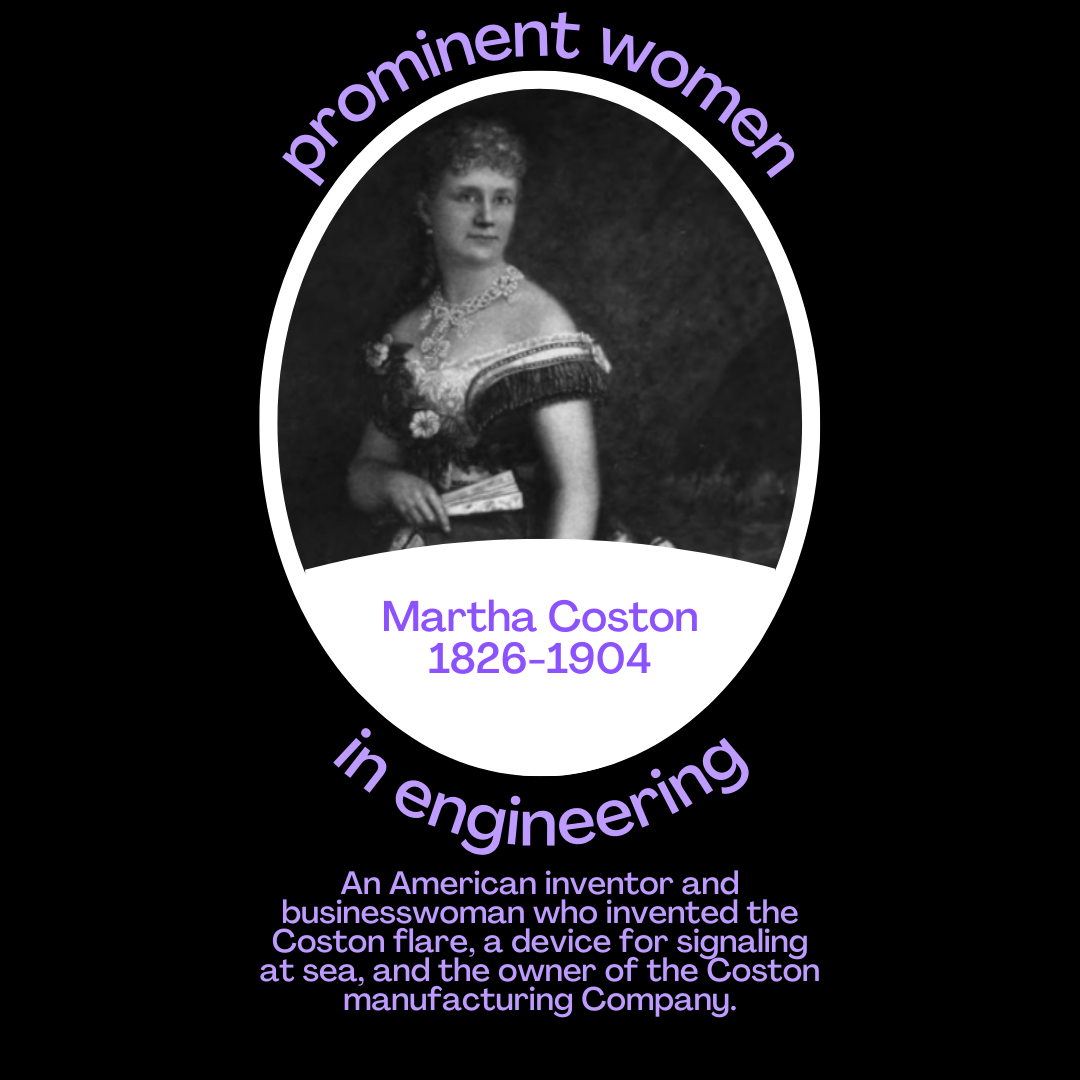 prominent women
Martha Coston
1826-1904
in engineering
An American inventor and
businesswoman who invented the
Coston flare, a device for signaling
at sea, and the owner of the Coston
manufacturing Company.